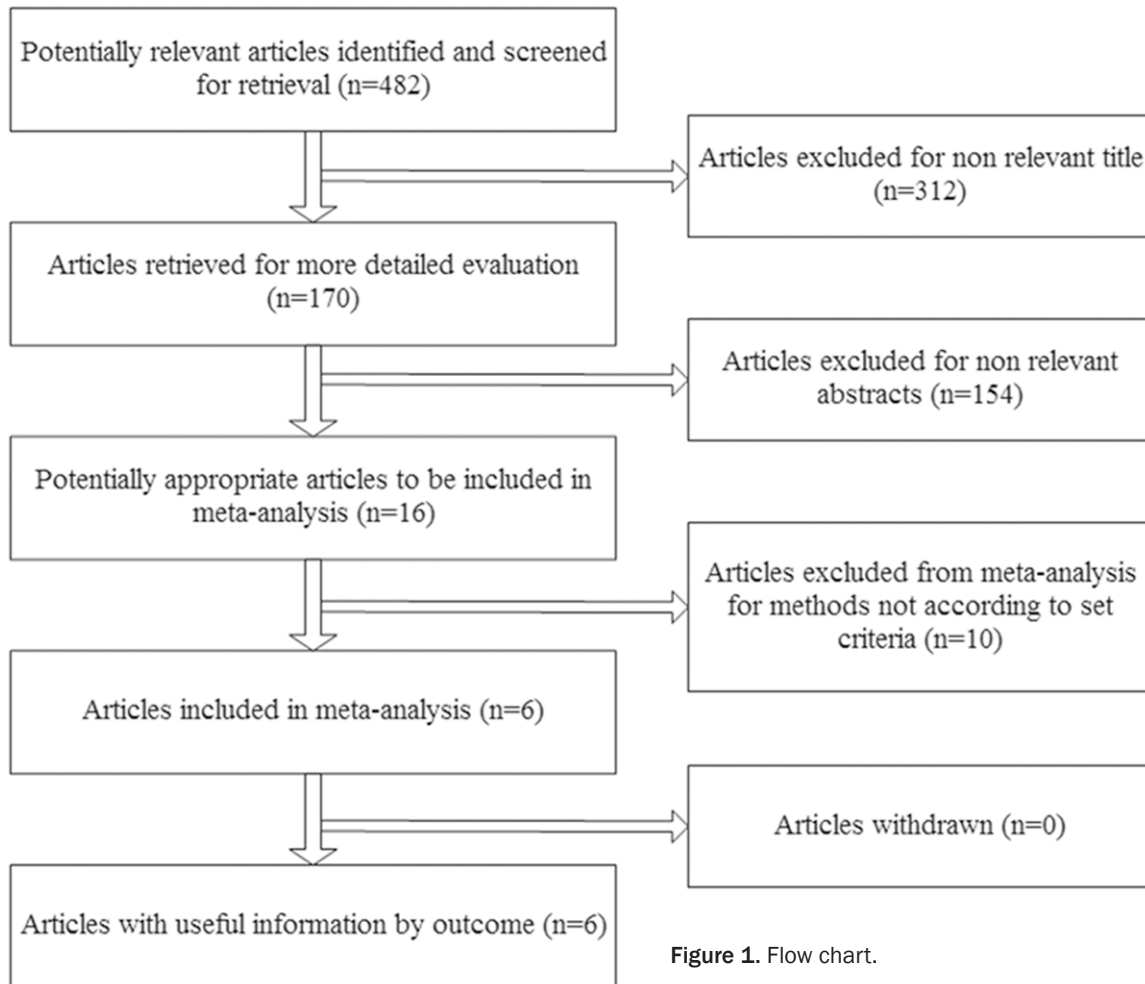 Potentially relevant articles identified and screened
for retrieval (n=482)
Articles excluded for non relevant title
(n=312)
Articles retrieved for more detailed evaluation
(n=170)
Articles excluded for non relevant
abstracts (n=154)
Potentially appropriate articles to be included in
meta-analysis (n=16)
Articles excluded from meta-analysis
for methods not according to set
criteria (n=10)
Articles included in meta-analysis (n=6)
Articles withdrawn (n=0)
Articles with useful information by outcome (n=6)
Figure 1. Flow chart.